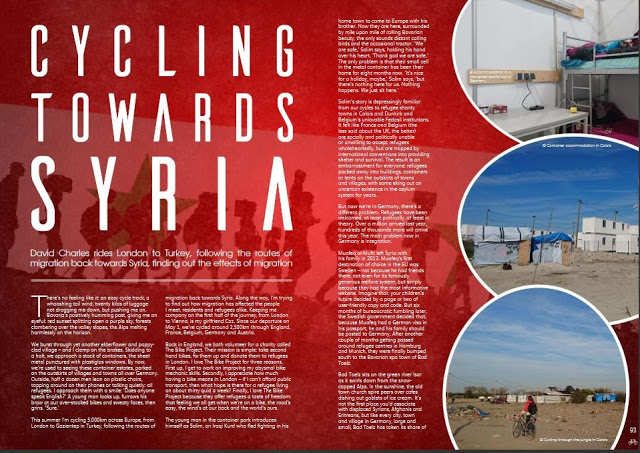 CYCLING
TOWARDS
SYRIA
David Charles rides London to Turkey, following the routes of
migration back towards Syria, finding out the effects of migration
There's no feeling like it on an easy cycle track, a
whooshing tail wind, twenty kilos of luggage
not dragging me down, but pushing me on.
Bavaria's positively humming past, giving me an
eyeful: red sunset splitting open a purple sky, forests
clambering over the valley slopes, the Alps melting
harmlessly on the horizon.
We burst through yet another elderflower and poppy-
clad village – and I clamp on the brakes. Skidding to
a halt, we approach a stack of containers, the sheet
metal punctured with plastiglas windows. By now,
we're used to seeing these container estates, parked
on the outskirts of villages and towns all over Germany.
Outside, half a dozen men lean on plastic chairs,
tapping around on their phones or talking quietly all
refugees. I approach them with a smile: 'Does anyone
speak English?' A young man looks up, furrows his
brow at our over-stacked bikes and sweaty faces, then
grins. 'Sure.'
This summer I'm cycling 5,000km across Europe, from
London to Gazientep in Turkey, following the routes of
migration back towards Syria. Along the way, I'm trying
to find out how migration has affected the people
I meet, residents and refugees alike. Keeping me
company on the first half of the journey, from London
to Vienna, is my girlfriend D.H.. Since our departure on
May 1, we've cycled around 2,500km through England,
France, Belgium, Germany and Austria.
Back in England, we both volunteer for a charity called
The Bike Project. Their mission is simple: take second
hand bikes, fix them up and donate them to refugees
in London. I love The Bike Project for three reasons.
First up, I get to work on improving my abysmal bike
mechanic skills. Secondly, I appreciate how much
having a bike means in London – if I can't afford public
transport, then what hope is there for a refugee living
on about thirty quid a week? Finally, I love The Bike
Project because they offer refugees a taste of freedom:
that feeling we all get when we're on a bike, the road's
easy, the wind's at our back and the world's ours.
The young man in the container park introduces
himself as Salim, an Iraqi Kurd who fled fighting in his
home town to come to Europe with his
brother. Now they are here, surrounded
by mile upon mile of rolling Bavarian
beauty, the only sounds distant calling
birds and the occasional tractor. 'We
are safe,' Salim says, holding his hand
over his heart. 'Thank god we are safe.'
The only problem is that their small cell
in the metal container has been their
home for eight months now. 'It's nice
for a holiday, maybe,' Salim says, 'but
there's nothing here for us. Nothing
happens. We just sit here.'
Salim's story is depressingly familiar
from our cycles to refugee shanty
towns in Calais and Dunkirk and
Belgium's unlovable Fedasil institutions.
It felt like France and Belgium (the
less said about the UK, the better)
are socially and politically unable
or unwilling to accept refugees
wholeheartedly, but are trapped by
international conventions into providing
shelter and survival. The result is an
embarrassment for everyone: refugees
packed away into buildings, containers
or tents on the outskirts of towns
and villages, with some eking out an
uncertain existence in the asylum
system for years.
But now we're in Germany, there's a
different problem. Refugees have been
welcomed: at least politically, at least in
theory. Over a million arrived last year,
hundreds of thousands more will arrive
this year. The main problem now in
Germany is integration.
family in 2013,
first
destination of choice in the EU was
Sweden – not because he had friends
there, not even for its famously
generous welfare system, but simply
because they had the most informative
website. Imagine that: your children's
future decided by a page or two of
user-friendly copy and code. But six
months of bureaucratic fumbling later,
the Swedish government decided that,
because had a German visa in
his passport, he and his family should
be passed to Germany. After another
couple of months getting passed
around refugee centres in Hamburg
and Munich, they were finally bumped
south to the Bavarian spa town of Bad
Toelz.
Bad Toelz sits on the green river Isar
as it swirls down from the snow-
capped Alps. In the sunshine, the old
town church spire peers over cafes
dishing out goblets of ice cream. It's
not the first place you'd associate
with displaced Syrians, Afghanis and
Eritreans, but like every city, town
and village in Germany, large and
small, Bad Toelz has taken its share of
Container accommodation in Calais
Cycling through the jungle in Calais
93